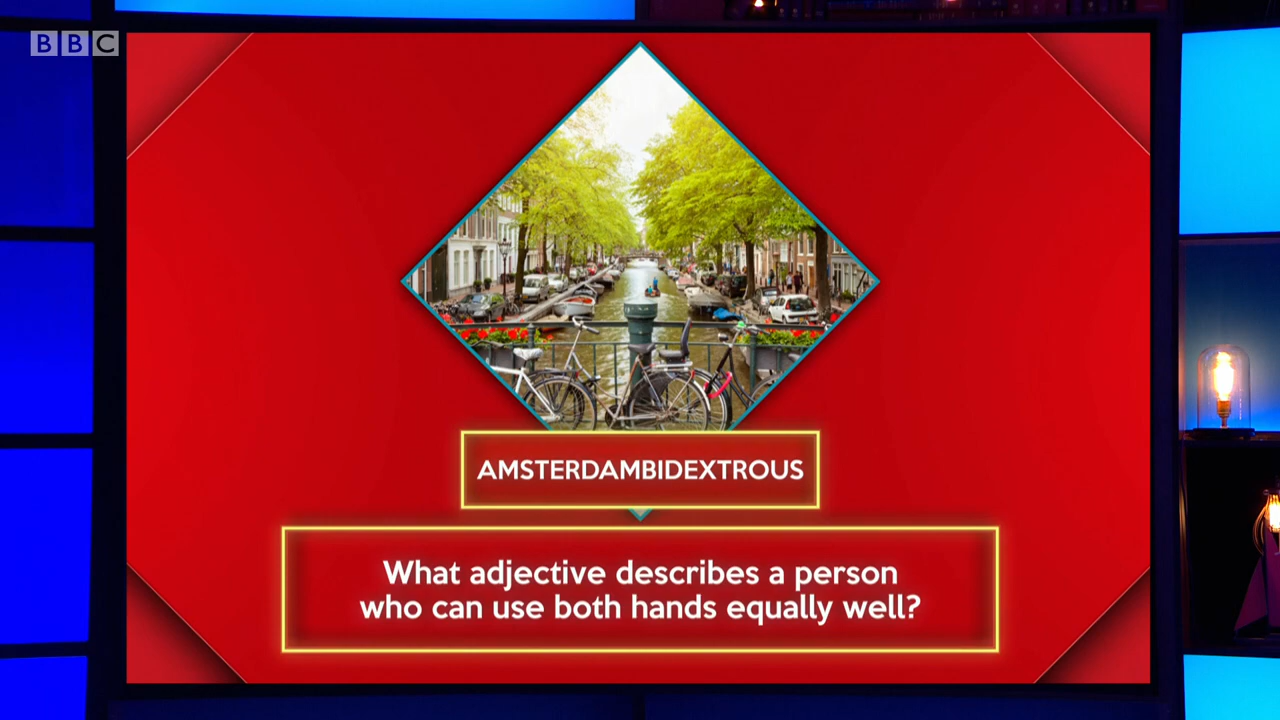 BBC
AMSTERDAMBIDEXTROUS
What adjective describes a person
who can use both hands equally well?